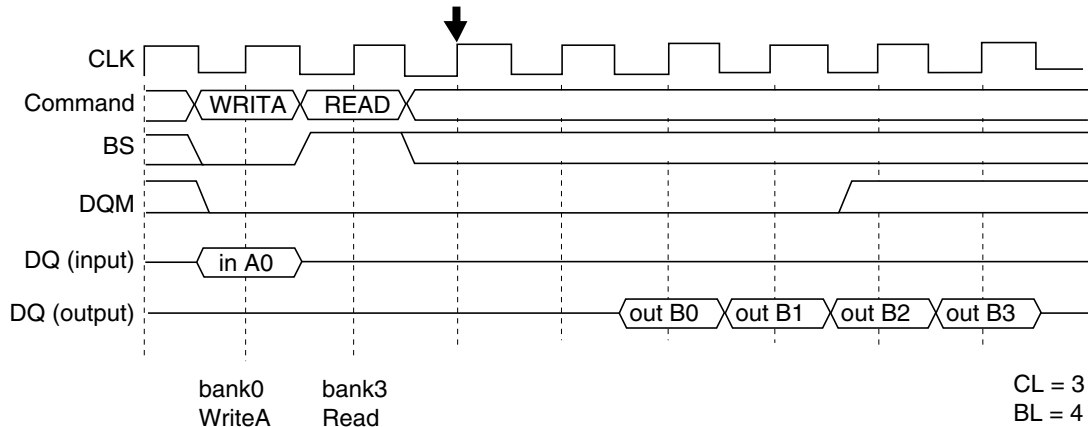 CLK
Command WRITA READ
BS
DQM
DQ (input) in A0
DQ (output) out B0 out B1 out B2 out B3
bank0 bank3 CL = 3
WriteA Read BL = 4